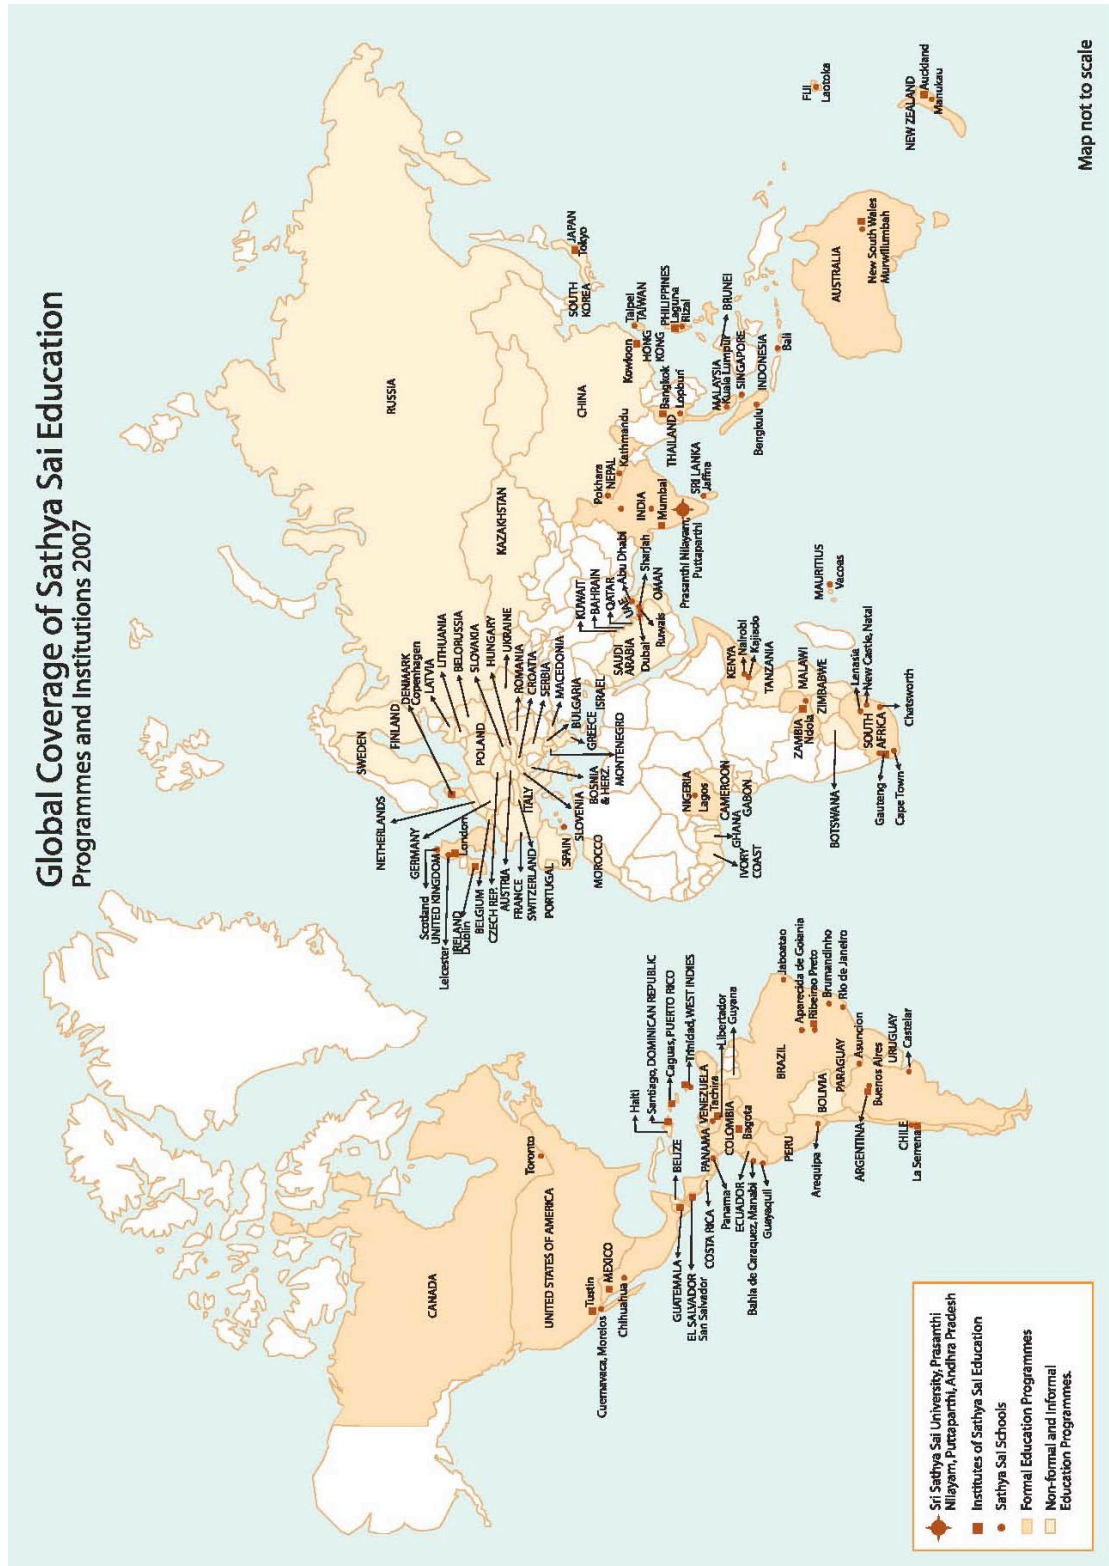 Global Coverage of Sathya Sai Education
Programmes and Institutions 2007
CANADA
Toronto
UNITED STATES OF AMERICA
Tustin
Cuernavaca, Morelos
MEXICO
Chihuahua
Haiti
Santiago, DOMINICAN REPUBLIC
Caguas, PUERTO RICO
Trinidad, WEST INDIES
BELIZE
GUATEMALA
EL SALVADOR
San Salvador
COSTA RICA
PANAMA
Panama
VENEZUELA
Tachira
Libertador
Guyana
COLOMBIA
Bagota
ECUADOR
Bahia de Caraquez, Manabi
Guayaquil
PERU
Arequipa
BRAZIL
Jaboatao
Aparecida de Goiania
Ribeirao Preto
Brumandinho
Rio de Janeiro
BOLIVIA
PARAGUAY
Asuncion
ARGENTINA
Buenos Aires
URUGUAY
Castelar
CHILE
La Serrena
SWEDEN
FINLAND
DENMARK
Copenhagen
LATVIA
LITHUANIA
BELORUSSIA
SLOVAKIA
HUNGARY
UKRAINE
ROMANIA
CROATIA
SERBIA
MACEDONIA
BULGARIA
GREECE
ISRAEL
MONTENEGRO
BOSNIA
& HERZ.
SLOVENIA
POLAND
ITALY
NETHERLANDS
GERMANY
Scotland
UNITED KINGDOM
London
Leicester
IRELAND
Dublin
BELGIUM
CZECH REP.
AUSTRIA
FRANCE
SWITZERLAND
PORTUGAL
SPAIN
MOROCCO
RUSSIA
KAZAKHSTAN
CHINA
SOUTH
KOREA
JAPAN
Tokyo
Taipei
TAIWAN
Kowloon
HONG
KONG
PHILIPPINES
Laguna
Rizal
Bangkok
Lopburi
THAILAND
MALAYSIA
Kuala Lumpur
SINGAPORE
BRUNEI
INDONESIA
Bengkulu
Bali
Pokhara
NEPAL
Kathmandu
INDIA
Mumbai
SRI LANKA
Jaffna
Prasanthi Nilayam,
Puttaparthi
KUWAIT
BAHRAIN
QATAR
UAE
Abu Dhabi
Sharjah
OMAN
SAUDI
ARABIA
Dubai
Ruwais
NIGERIA
Lagos
CAMEROON
GABON
GHANA
IVORY
COAST
KENYA
Nairobi
Kajiado
TANZANIA
MALAWI
ZIMBABWE
ZAMBIA
Ndola
BOTSWANA
SOUTH
AFRICA
Lenasia
New Castle, Natal
Chatsworth
Gauteng
Cape Town
MAURITIUS
Vacoas
AUSTRALIA
New South Wales
Murwillumbah
FIJI
Laotoka
NEW ZEALAND
Auckland
Manukau
Sri Sathya Sai University, Prasanthi
Nilayam, Puttaparthi, Andhra Pradesh
Institutes of Sathya Sai Education
Sathya Sai Schools
Formal Education Programmes
Non-formal and Informal
Education Programmes.
Map not to scale